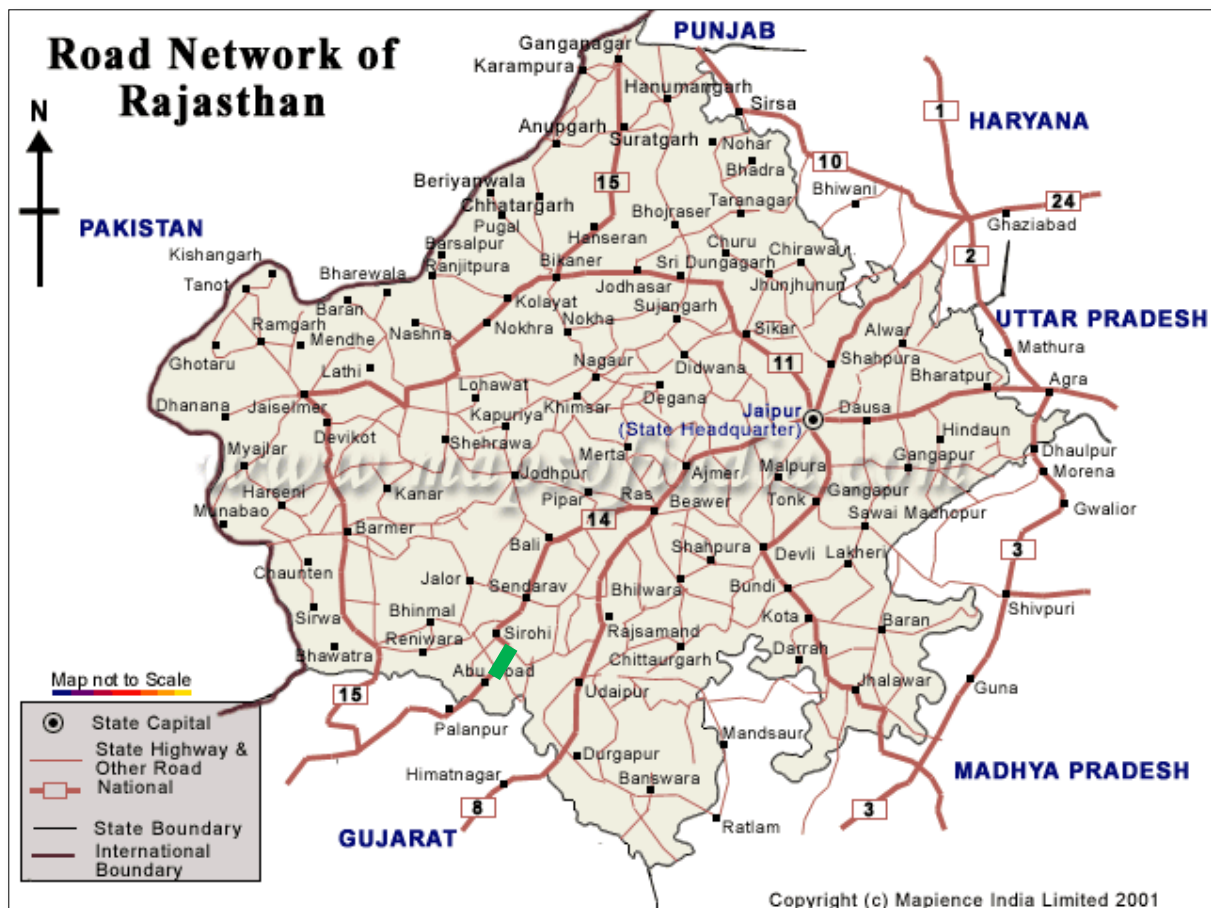 Road Network of
Rajasthan
N
PUNJAB
Ganganagar
Karampura
Hanumangarh
Sirsa
1
HARYANA
Anupgarh
Suratgarh
Nohar
Bhadra
10
Bhiwani
15
Beriyanwala
Chhatargarh
Pugal
Bhojraser
Taranagar
24
Ghaziabad
PAKISTAN
Hanseran
Barsalpur
Ranjitpura
Bikaner
Churu
Chirawal
Sri Dungagarh
Jhunjhunun
2
Kishangarh
Tanot
Bharewala
Baran
Jodhasar
Kolayat
Sujangarh
Nashna
Nokhra
Nokha
Sikar
Alwar
UTTAR PRADESH
Ramgarh
Mendhe
Mathura
Ghotaru
Lathi
Nagaur
Didwana
11
Shahpura
Bharatpur
Agra
Lohawat
Degana
Dhanana
Jaiselmer
Kapuriya
Khimsar
Jaipur
(State Headquarter)
Dausa
Devikot
Shehrawa
Merta
Hindaun
Dhaulpur
Myajlar
www.mapsofindia.com
Jodhpur
Ajmer
Malpura
Gangapur
Morena
Harseni
Kanar
Pipar
Ras
Beawer
Tonk
Gangapur
Sawai Madhopur
Gwalior
Munabao
Barmer
14
Bali
Shahpura
Devli
Lakheri
3
Chaunten
Jalor
Sendarav
Bhilwara
Bundi
Shivpuri
Sirwa
Bhinmal
Reniwara
Sirohi
Rajsamand
Kota
Baran
Bhawatra
Chittaurgarh
Darrah
Abu Road
Udaipur
Jhalawar
Guna
Map not to Scale
15
Palanpur
Mandsaur
State Capital
State Highway &
Other Road
National
State Boundary
International
Boundary
Durgapur
Himatnagar
Banswara
MADHYA PRADESH
8
3
GUJARAT
Ratlam
Copyright (c) Mapience India Limited 2001